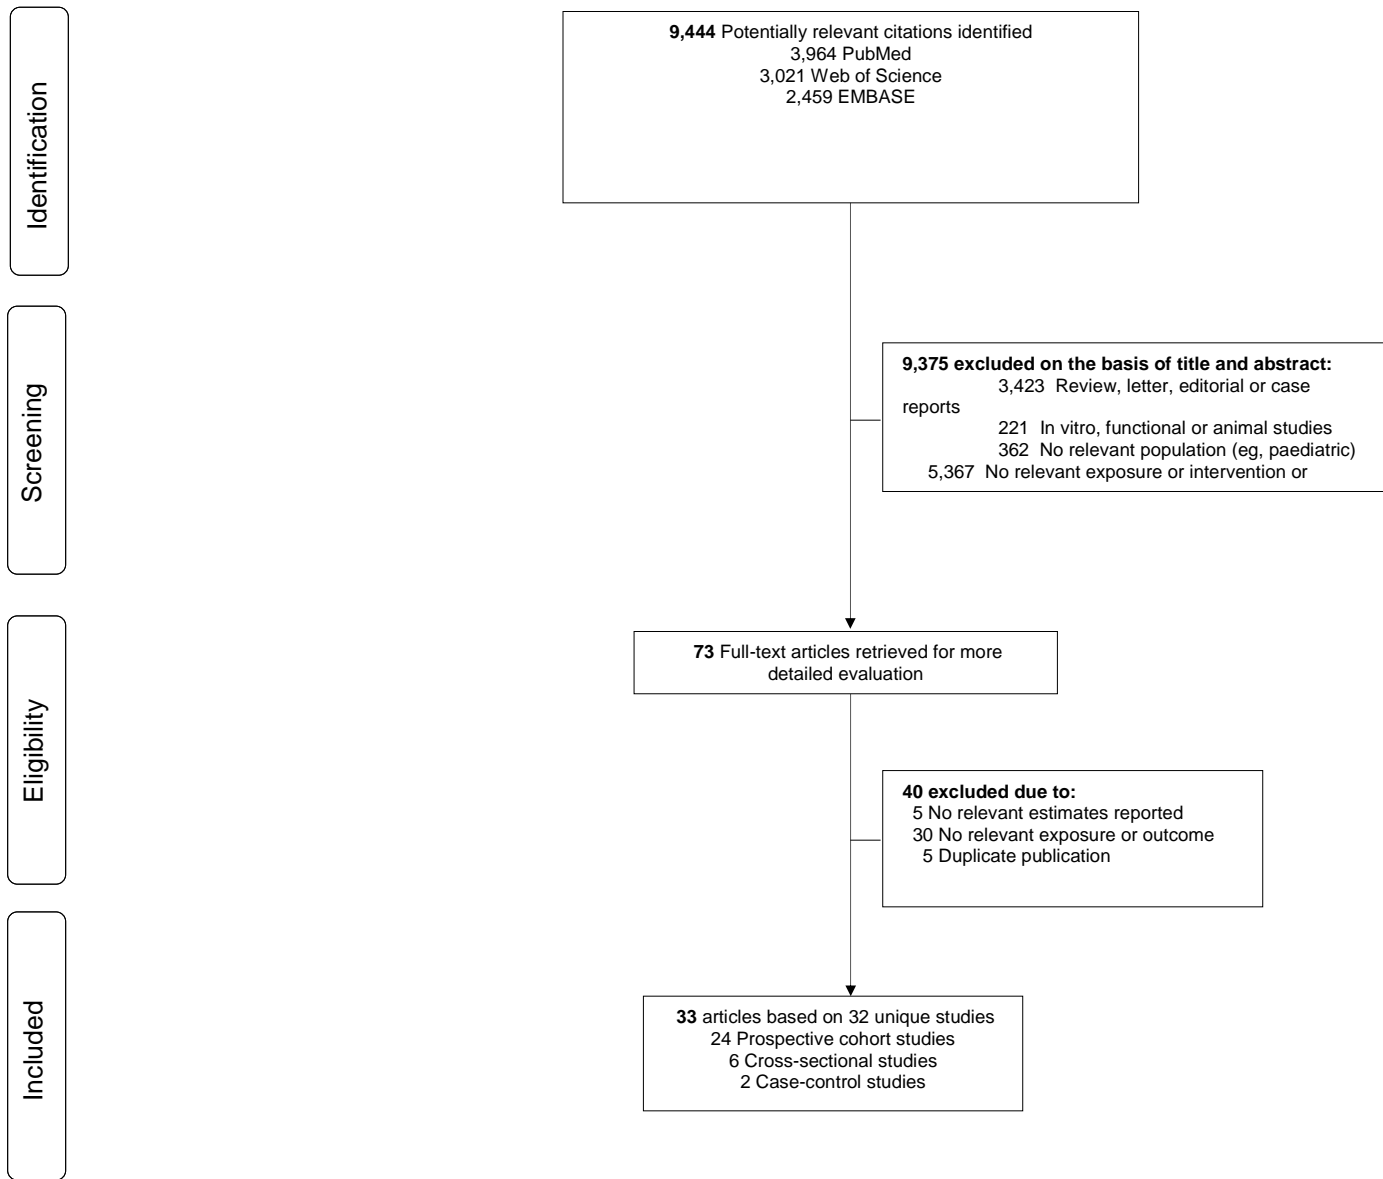 Identification
9,444 Potentially relevant citations identified
3,964 PubMed
3,021 Web of Science
2,459 EMBASE
Screening
9,375 excluded on the basis of title and abstract:
3,423 Review, letter, editorial or case
reports
221 In vitro, functional or animal studies
362 No relevant population (eg, paediatric)
5,367 No relevant exposure or intervention or
Eligibility
73 Full-text articles retrieved for more
detailed evaluation
40 excluded due to:
5 No relevant estimates reported
30 No relevant exposure or outcome
5 Duplicate publication
Included
33 articles based on 32 unique studies
24 Prospective cohort studies
6 Cross-sectional studies
2 Case-control studies